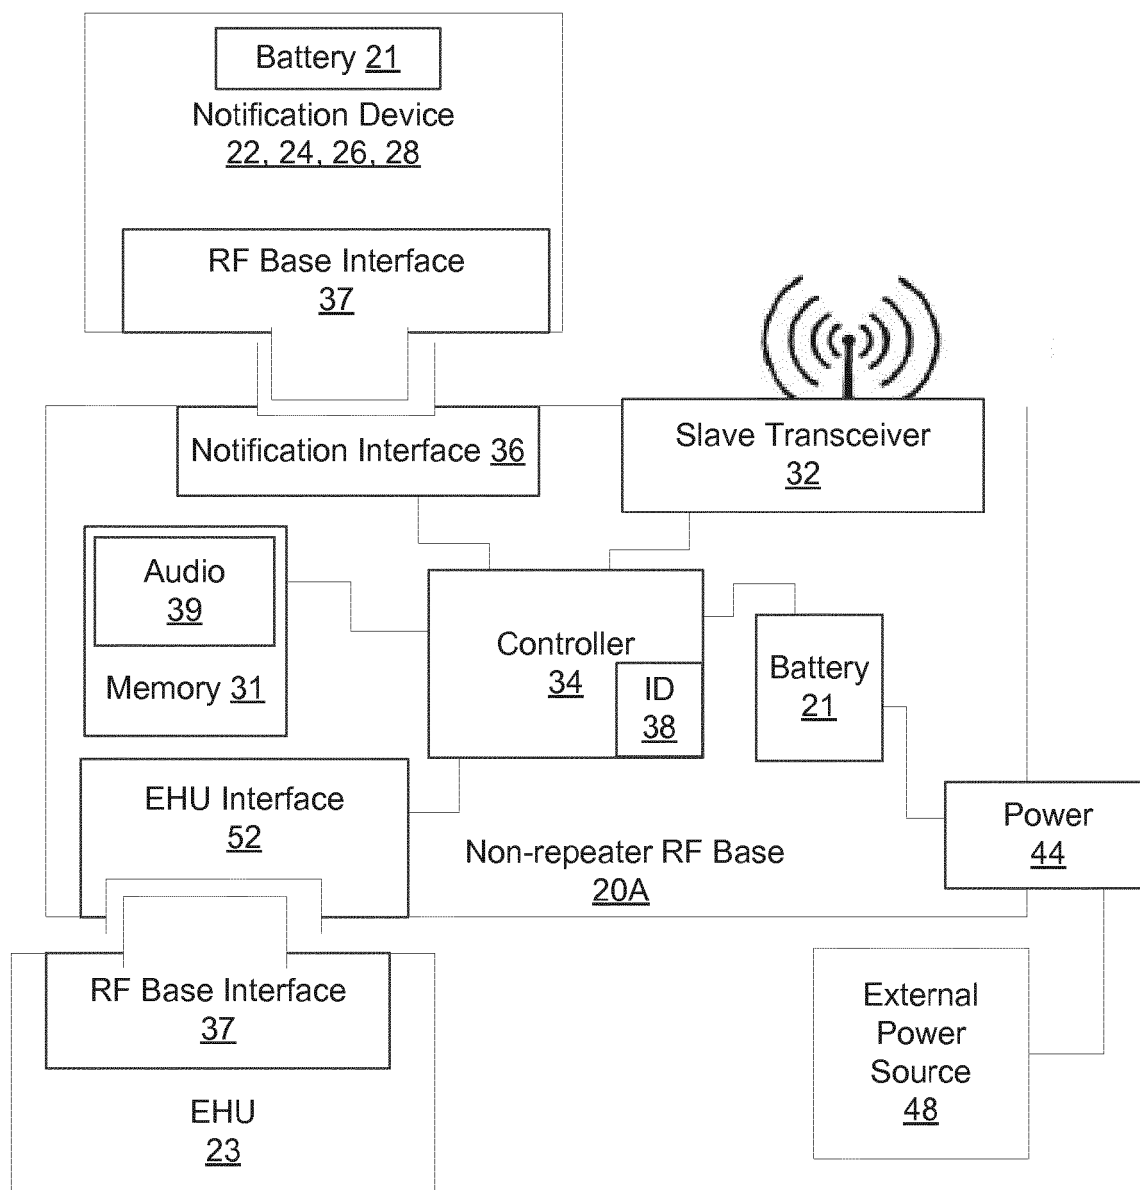 Battery 21
Notification Device
22, 24, 26, 28
RF Base Interface
37
Notification Interface 36
Slave Transceiver
32
Audio
39
Memory 31
Controller
34
ID
38
Battery
21
EHU Interface
52
Non-repeater RF Base
20A
Power
44
RF Base Interface
37
EHU
23
External
Power
Source
48